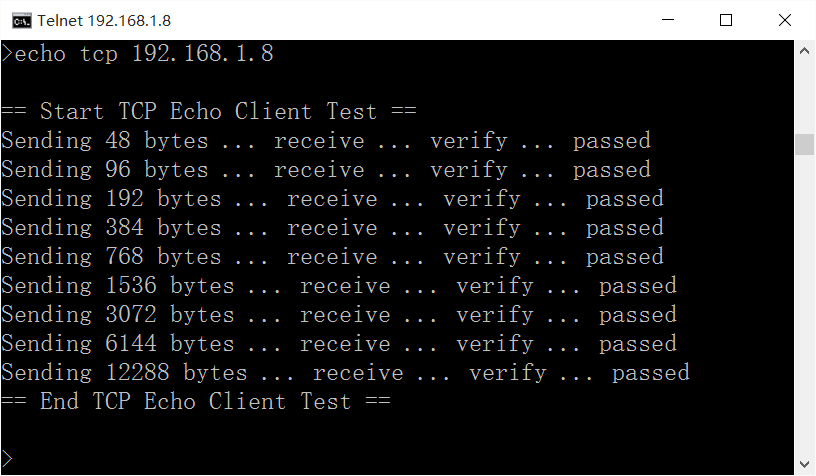 Telnet 192.168.1.8
>echo tcp 192.168.1.8
== Start TCP Echo Client Test ==
Sending 48 bytes ... receive ... verify ... passed
Sending 96 bytes ... receive ... verify ... passed
Sending 192 bytes ... receive ... verify ... passed
Sending 384 bytes ... receive ... verify ... passed
Sending 768 bytes ... receive ... verify ... passed
Sending 1536 bytes ... receive ... verify ... passed
Sending 3072 bytes ... receive ... verify ... passed
Sending 6144 bytes ... receive ... verify ... passed
Sending 12288 bytes ... receive ... verify ... passed
== End TCP Echo Client Test ==
>